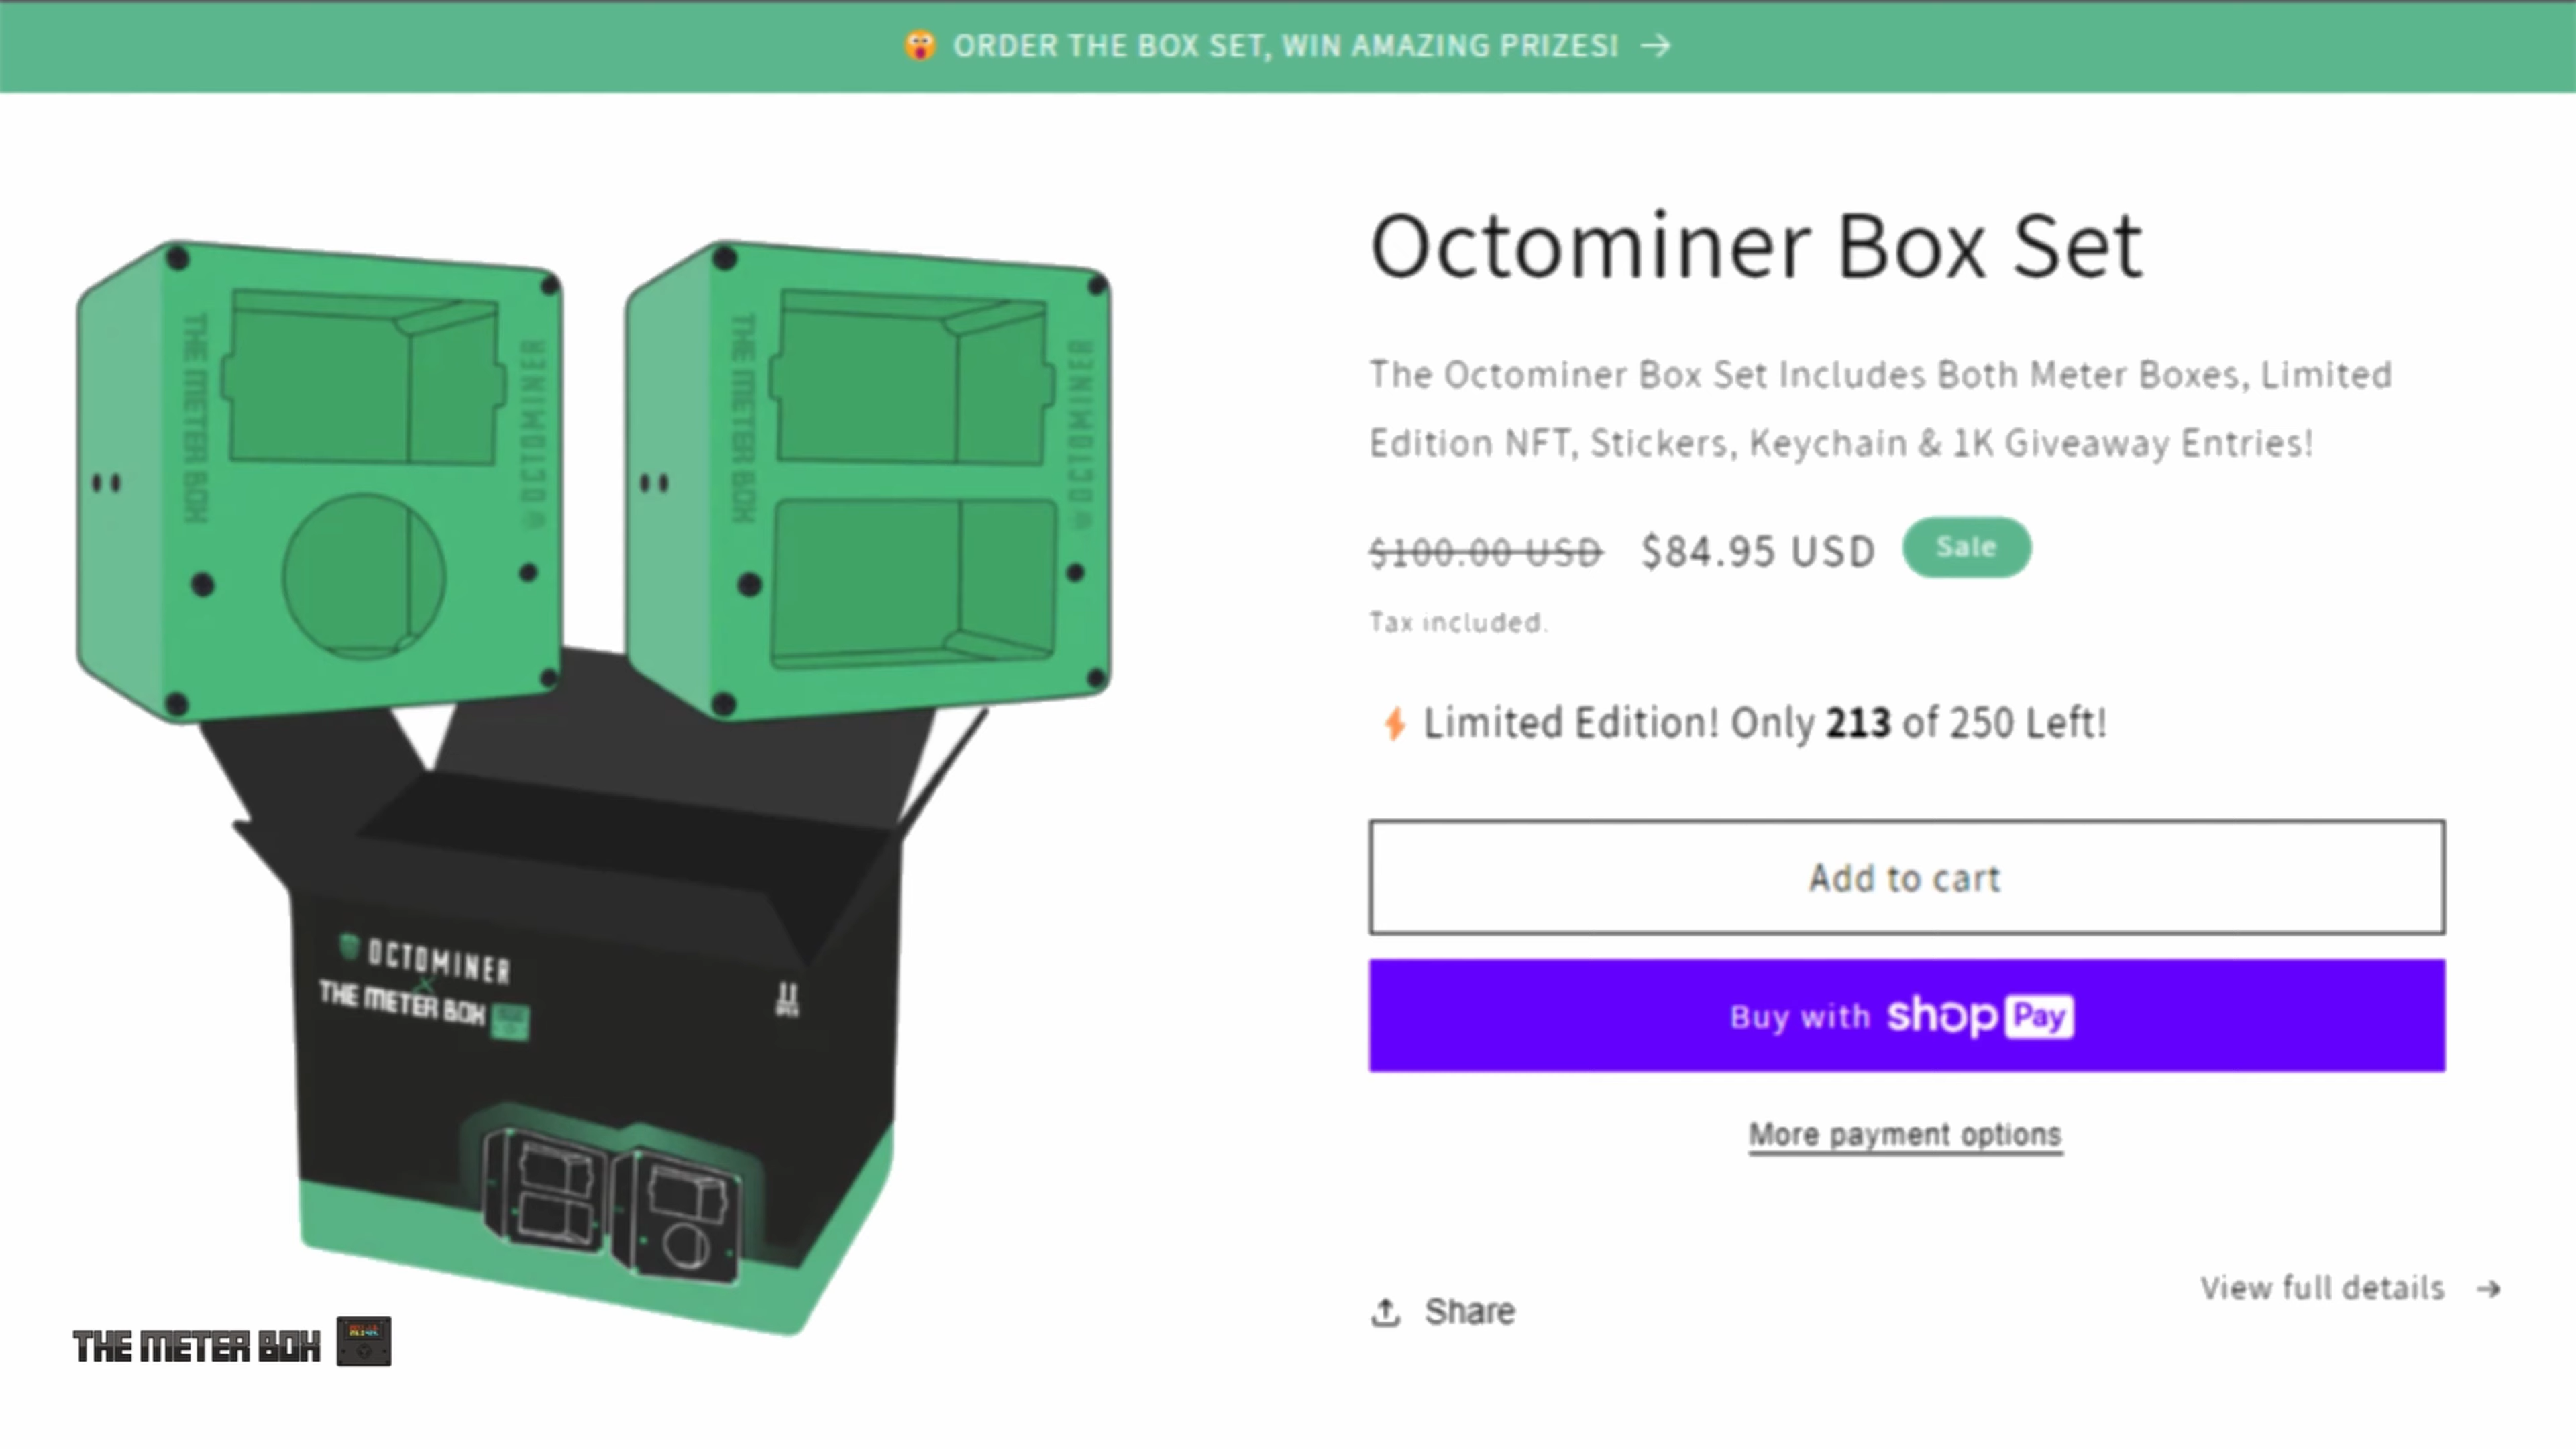 ORDER THE BOX SET, WIN AMAZING PRIZES!
Octominer Box Set
The Octominer Box Set Includes Both Meter Boxes, Limited
Edition NFT, Stickers, Keychain & 1K Giveaway Entries!
$100.00 USD $84.95 USD Sale
Tax included.
Limited Edition! Only 213 of 250 Left!
Add to cart
Buy with shop Pay
More payment options
Share
View full details
THE METER BOX
OCTOMINER
THE METER BOX
OCTOMINER
OCTOMINER
X
THE METER BOX
THE METER BOX